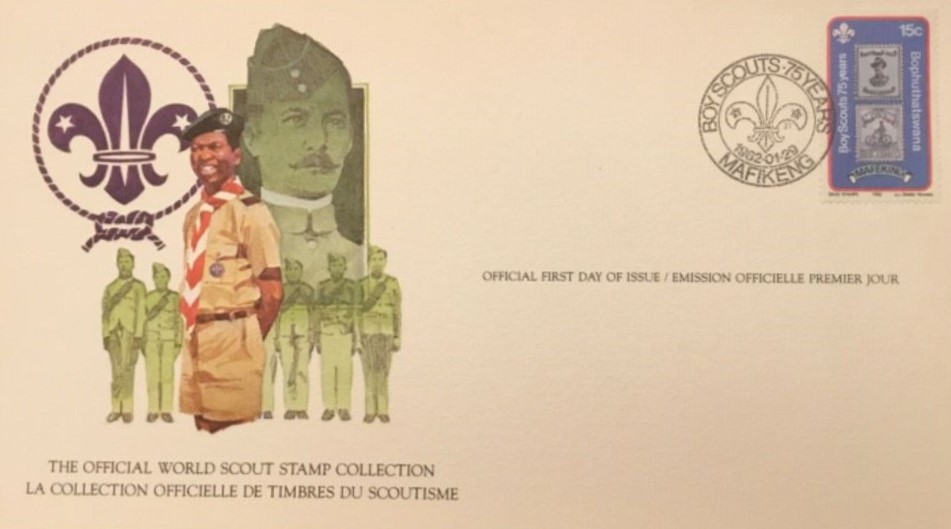 BOY SCOUTS·75 YEARS
1982-01-29
MAFIKENG
15c
Boy Scouts 75 years
Bophuthatswana
MAFEKING
OFFICIAL FIRST DAY OF ISSUE / EMISSION OFFICIELLE PREMIER JOUR
THE OFFICIAL WORLD SCOUT STAMP COLLECTION
LA COLLECTION OFFICIELLE DE TIMBRES DU SCOUTISME